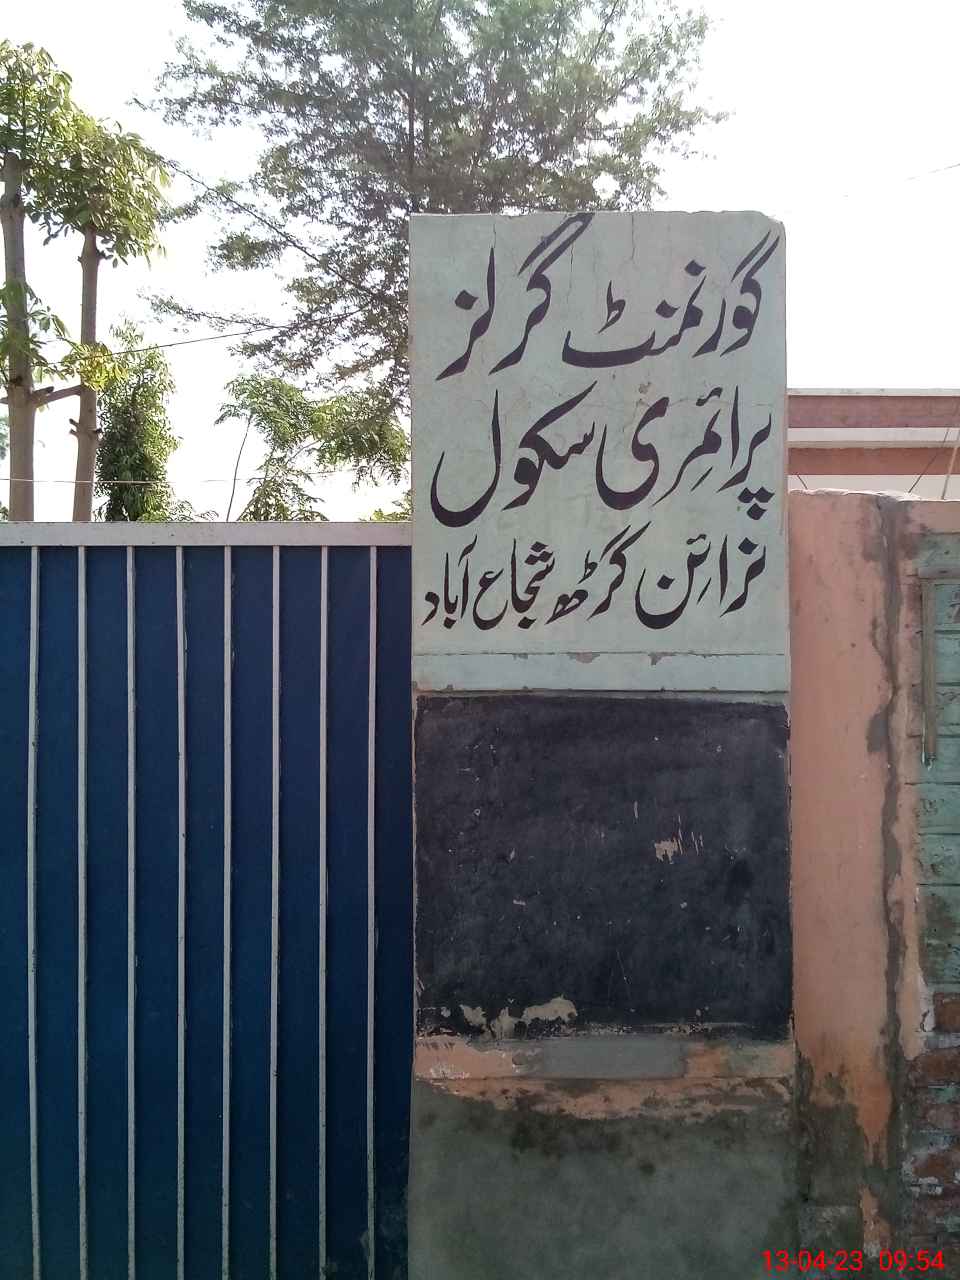 گورنمنٹ گرلز
پرائمری سکول
نرائن گڑھ شجاع آباد
13-04-23 09:54